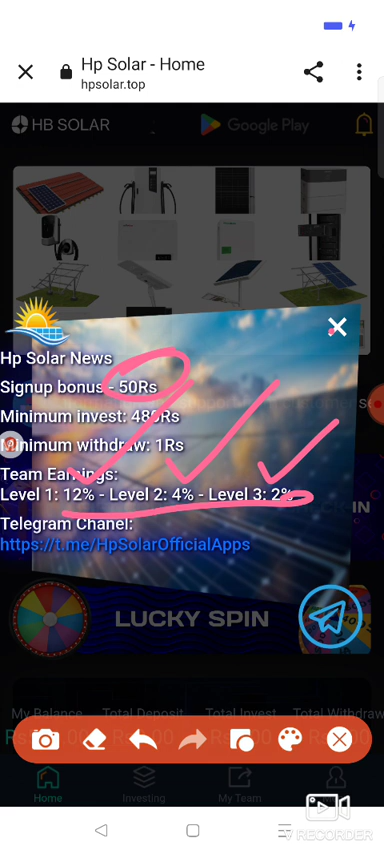 Hp Solar - Home
hpsolar.top
HB SOLAR
Google Play
Hp Solar News
Signup bonus - 50Rs
Minimum invest: 480Rs
Minimum withdraw: 1Rs
Team Earnings:
Level 1: 12% - Level 2: 4% - Level 3: 2%
Telegram Chanel:
https://t.me/HpSolarOfficialApps
LUCKY SPIN
My Balance Total Deposit Total Invest Total Withdraw
Home Investing My Team
RECORDER